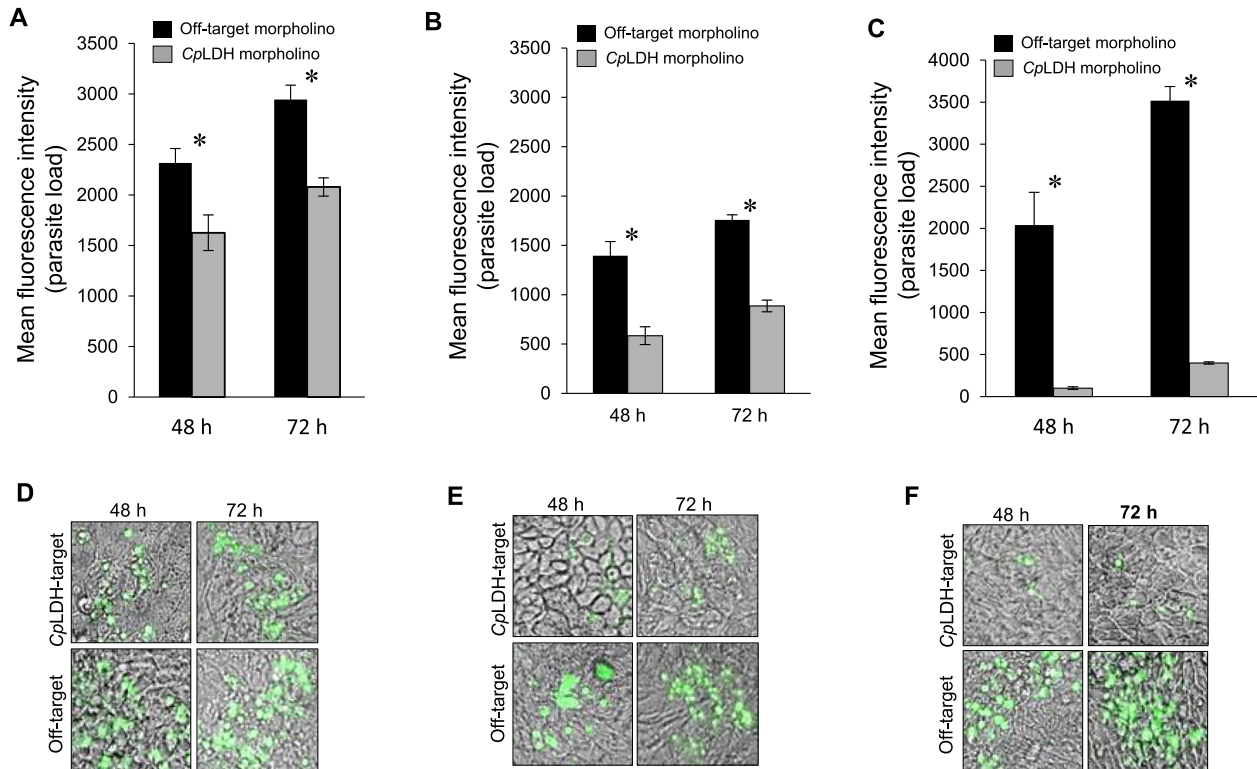 A
Off-target morpholino
CpLDH morpholino
Mean fluorescence intensity
(parasite load)
3500
3000
2500
2000
1500
1000
500
0
*
*
48 h
72 h
B
Off-target morpholino
CpLDH morpholino
Mean fluorescence intensity
(parasite load)
3500
3000
2500
2000
1500
1000
500
0
*
*
48 h
72 h
C
Off-target morpholino
CpLDH morpholino
Mean fluorescence intensity
(parasite load)
4000
3500
3000
2500
2000
1500
1000
500
0
*
*
48 h
72 h
D
48 h
72 h
CpLDH-target
Off-target
E
48 h
72 h
CpLDH-target
Off-target
F
48 h
72 h
CpLDH-target
Off-target